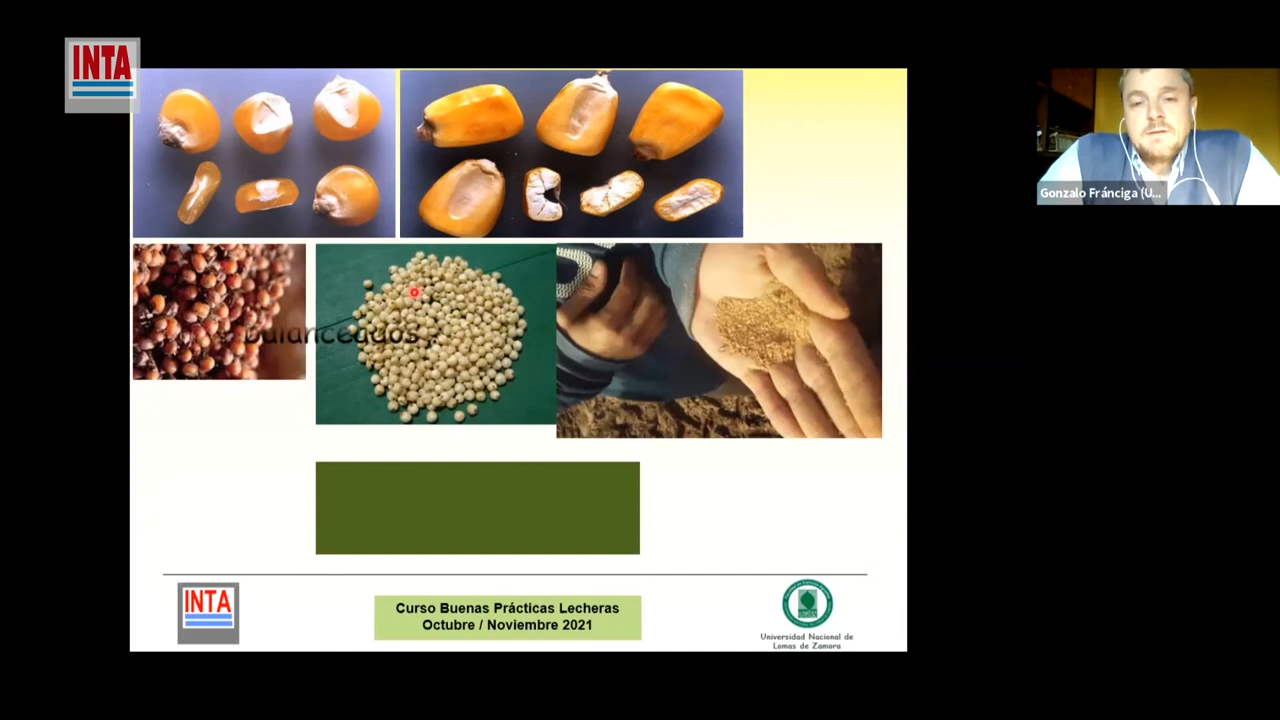 INTA
Gonzalo Fránciga (U...
balanceados :
INTA
Curso Buenas Prácticas Lecheras
Octubre / Noviembre 2021
Universidad Nacional de
Lomas de Zamora